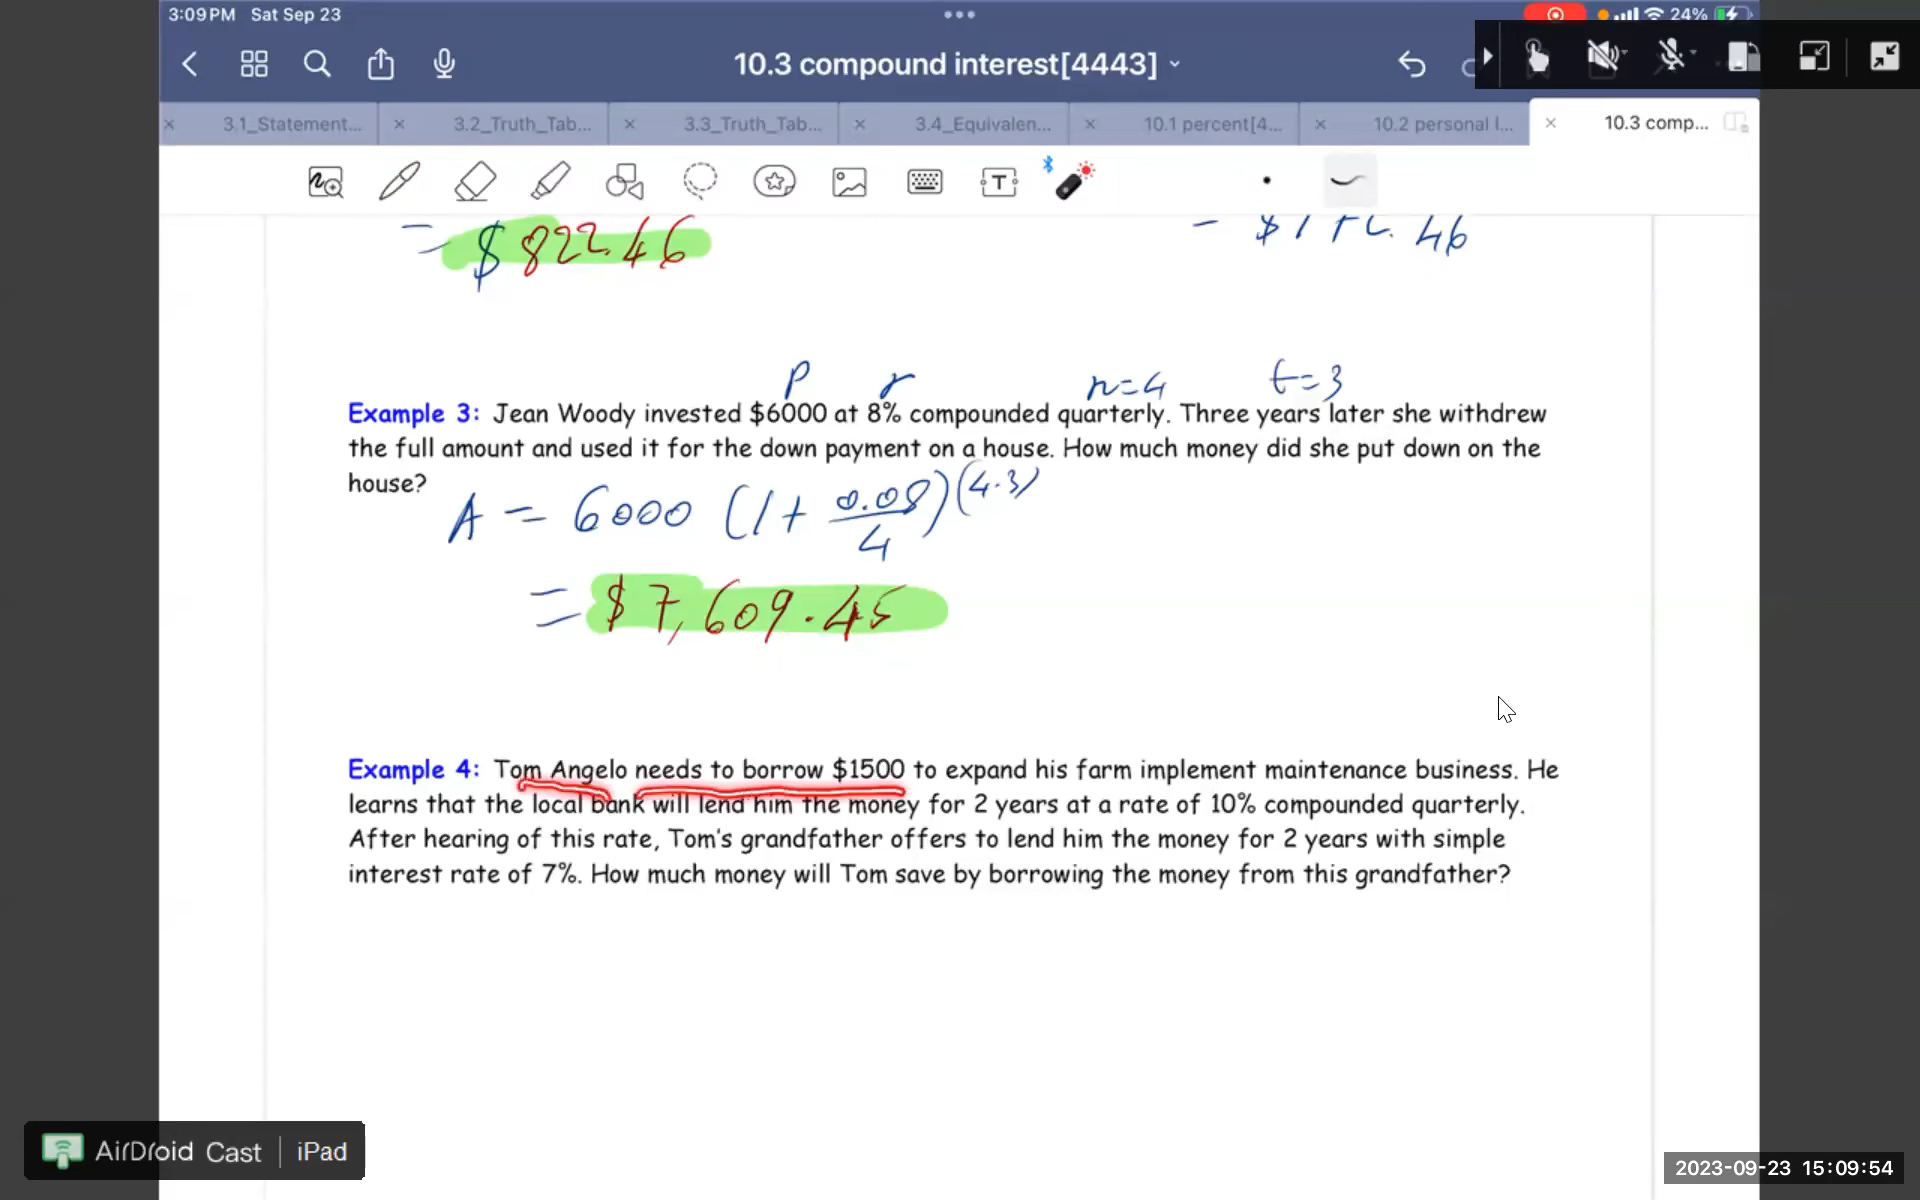 3:09 PM Sat Sep 23
24%
10.3 compound interest[4443]
3.1_Statement... 3.2_Truth_Tab... 3.3_Truth_Tab... 3.4_Equivalen... 10.1 percent[4... 10.2 personal l... 10.3 comp...
= $822.46
P r n=4 t=3
Example 3: Jean Woody invested $6000 at 8% compounded quarterly. Three years later she withdrew
the full amount and used it for the down payment on a house. How much money did she put down on the
house?
A = 6000 (1 + 0.08/4)^(4·3)
= $7,609.45
Example 4: Tom Angelo needs to borrow $1500 to expand his farm implement maintenance business. He
learns that the local bank will lend him the money for 2 years at a rate of 10% compounded quarterly.
After hearing of this rate, Tom's grandfather offers to lend him the money for 2 years with simple
interest rate of 7%. How much money will Tom save by borrowing the money from this grandfather?
AirDroid Cast | iPad
2023-09-23 15:09:54